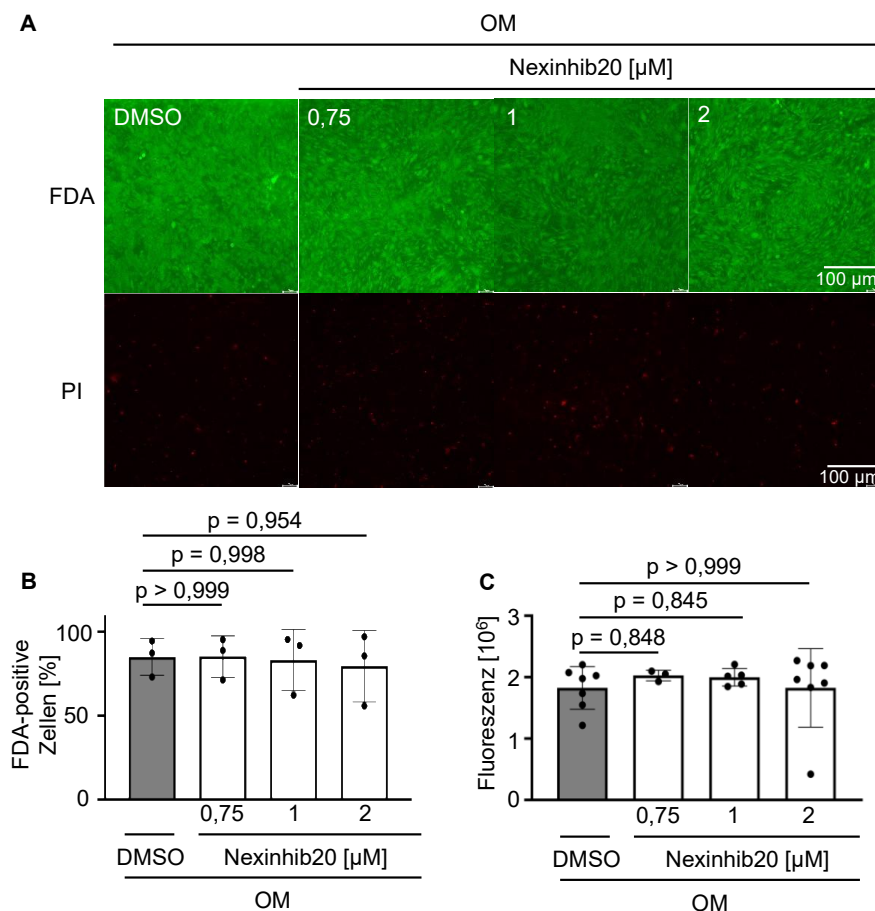 A
OM
Nexinhib20 [µM]
DMSO 0,75 1 2
FDA
100 µm
PI
100 µm
B
p = 0,954
p = 0,998
p > 0,999
FDA-positive
Zellen [%]
100
50
0
0,75 1 2
DMSO Nexinhib20 [µM]
OM
C
p > 0,999
p = 0,845
p = 0,848
Fluoreszenz [10⁶]
3
2
1
0
0,75 1 2
DMSO Nexinhib20 [µM]
OM